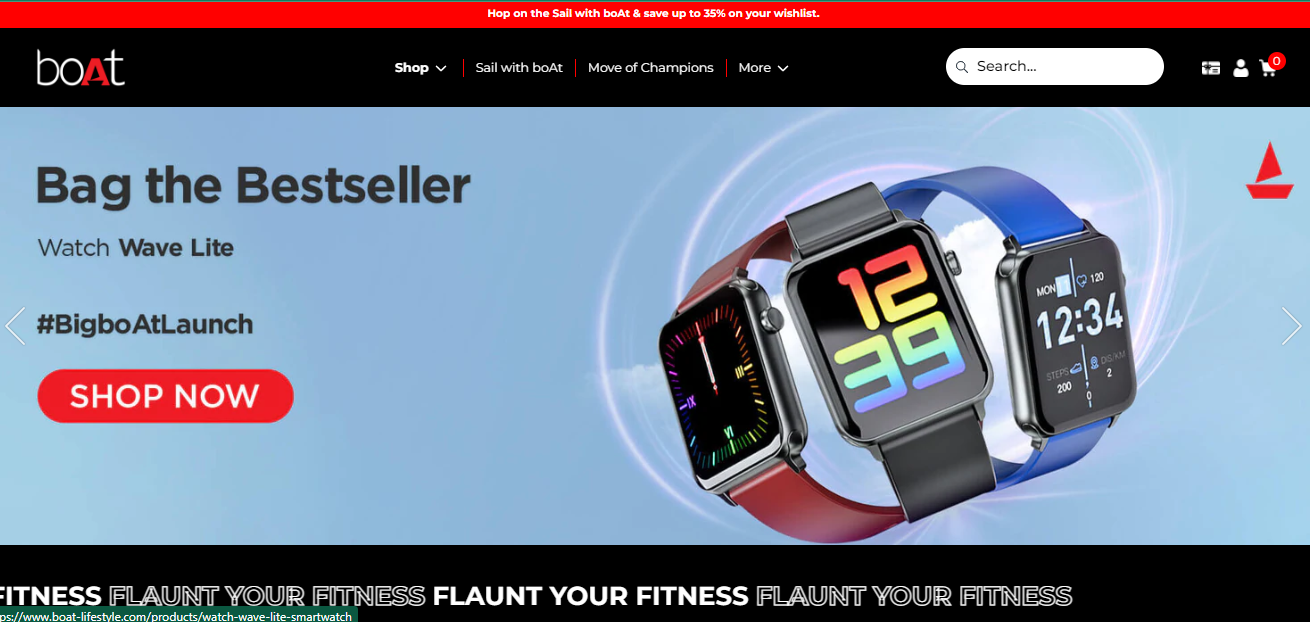 Hop on the Sail with boAt & save up to 35% on your wishlist.
boAt
Shop
Sail with boAt
Move of Champions
More
Search...
0
Bag the Bestseller
Watch Wave Lite
#BigboAtLaunch
SHOP NOW
III
VI
IX
12
39
MON 120
12:34
STEPS DIS/KM
200 2
0
FITNESS FLAUNT YOUR FITNESS FLAUNT YOUR FITNESS FLAUNT YOUR FITNESS
ps://www.boat-lifestyle.com/products/watch-wave-lite-smartwatch